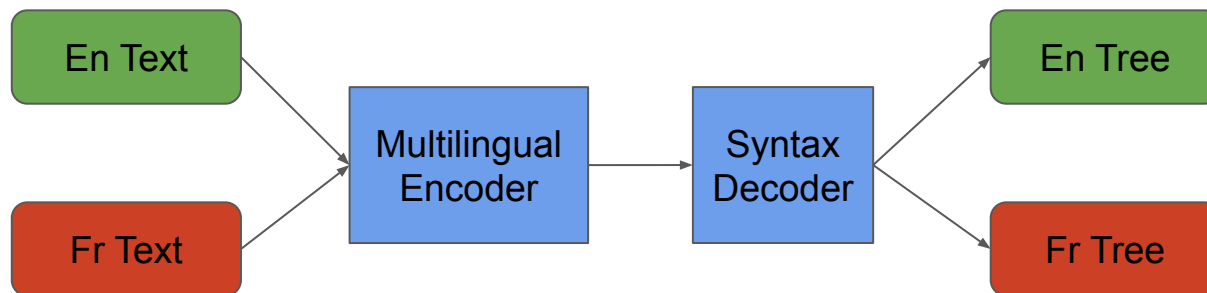 En Text
En Tree
Multilingual
Encoder
Syntax
Decoder
Fr Text
Fr Tree